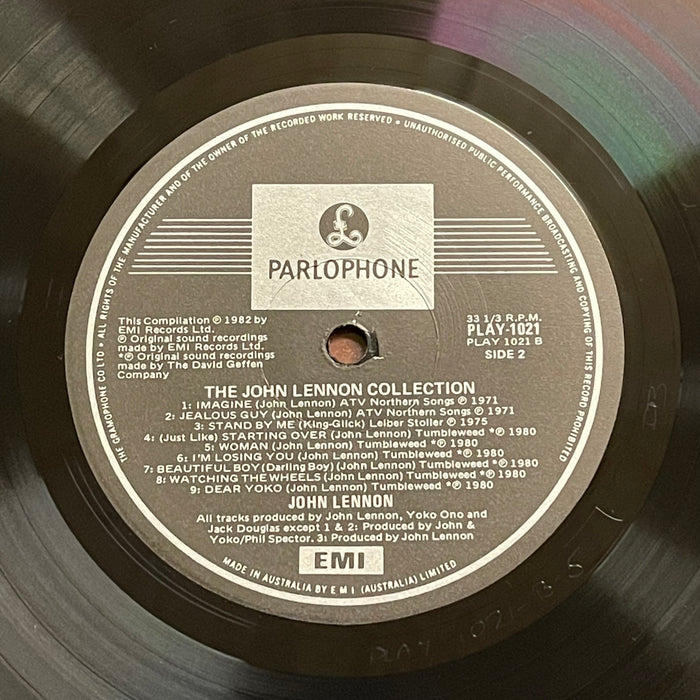 THE GRAMOPHONE CO LTD • ALL RIGHTS OF THE MANUFACTURER AND OF THE OWNER OF THE RECORDED WORK RESERVED • UNAUTHORISED PUBLIC PERFORMANCE BROADCASTING AND COPYING OF THIS RECORD PROHIBITED
£
PARLOPHONE
This Compilation ℗ 1982 by
EMI Records Ltd.
℗ Original sound recordings
made by EMI Records Ltd.
*℗ Original sound recordings
made by The David Geffen
Company
33 1/3 R.P.M.
PLAY-1021
PLAY 1021 B
SIDE 2
THE JOHN LENNON COLLECTION
1: IMAGINE (John Lennon) ATV Northern Songs ℗ 1971
2: JEALOUS GUY (John Lennon) ATV Northern Songs ℗ 1971
3: STAND BY ME (King-Glick) Leiber Stoller ℗ 1975
4: (Just Like) STARTING OVER (John Lennon) Tumbleweed *℗ 1980
5: WOMAN (John Lennon) Tumbleweed *℗ 1980
6: I'M LOSING YOU (John Lennon) Tumbleweed *℗ 1980
7: BEAUTIFUL BOY (Darling Boy) (John Lennon) Tumbleweed *℗ 1980
8: WATCHING THE WHEELS (John Lennon) Tumbleweed *℗ 1980
9: DEAR YOKO (John Lennon) Tumbleweed *℗ 1980
JOHN LENNON
All tracks produced by John Lennon, Yoko Ono and
Jack Douglas except 1 & 2: Produced by John &
Yoko/Phil Spector. 3: Produced by John Lennon
EMI
MADE IN AUSTRALIA BY E M I (AUSTRALIA) LIMITED
PLAY 1021-B